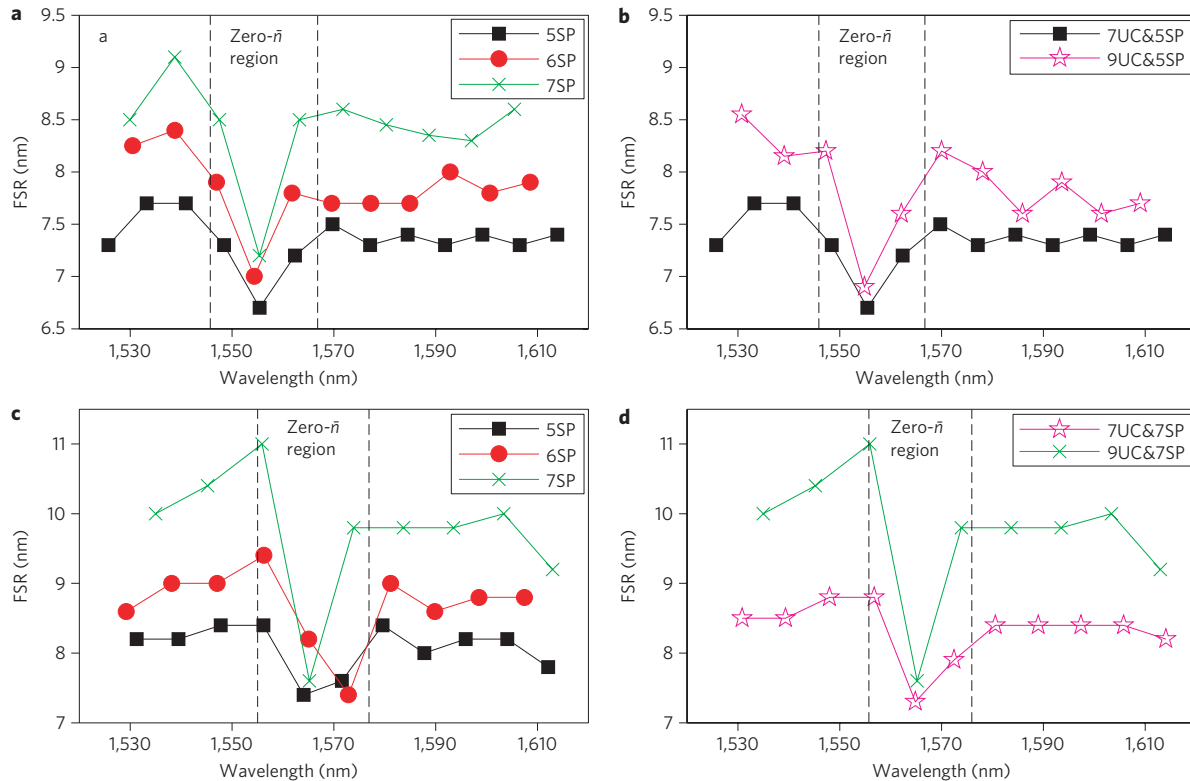 a
a
Zero-n̄
region
5SP
6SP
7SP
FSR (nm)
9.5
9
8.5
8
7.5
7
6.5
1,530
1,550
1,570
1,590
1,610
Wavelength (nm)
b
Zero-n̄
region
7UC&5SP
9UC&5SP
FSR (nm)
9.5
9
8.5
8
7.5
7
6.5
1,530
1,550
1,570
1,590
1,610
Wavelength (nm)
c
Zero-n̄
region
5SP
6SP
7SP
FSR (nm)
11
10
9
8
7
1,530
1,550
1,570
1,590
1,610
Wavelength (nm)
d
Zero-n̄
region
7UC&7SP
9UC&7SP
FSR (nm)
11
10
9
8
7
1,530
1,550
1,570
1,590
1,610
Wavelength (nm)